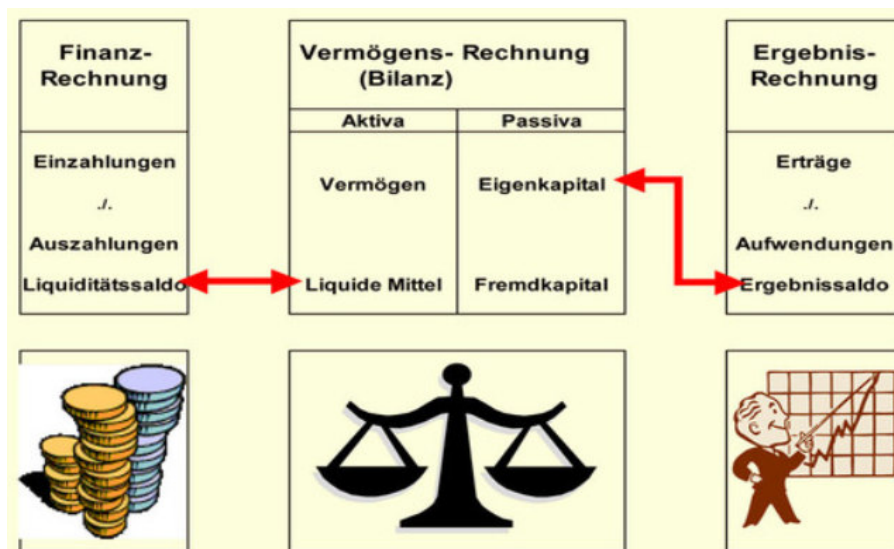 Finanz-
Rechnung
Einzahlungen
./.
Auszahlungen
Liquiditätssaldo
Vermögens- Rechnung
(Bilanz)
Aktiva
Passiva
Vermögen
Eigenkapital
Liquide Mittel
Fremdkapital
Ergebnis-
Rechnung
Erträge
./.
Aufwendungen
Ergebnissaldo